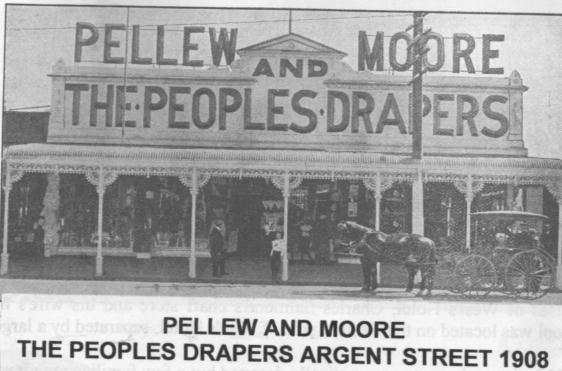 PELLEW AND MOORE
THE·PEOPLES·DRAPERS
PELLEW AND MOORE
THE PEOPLES DRAPERS ARGENT STREET 1908